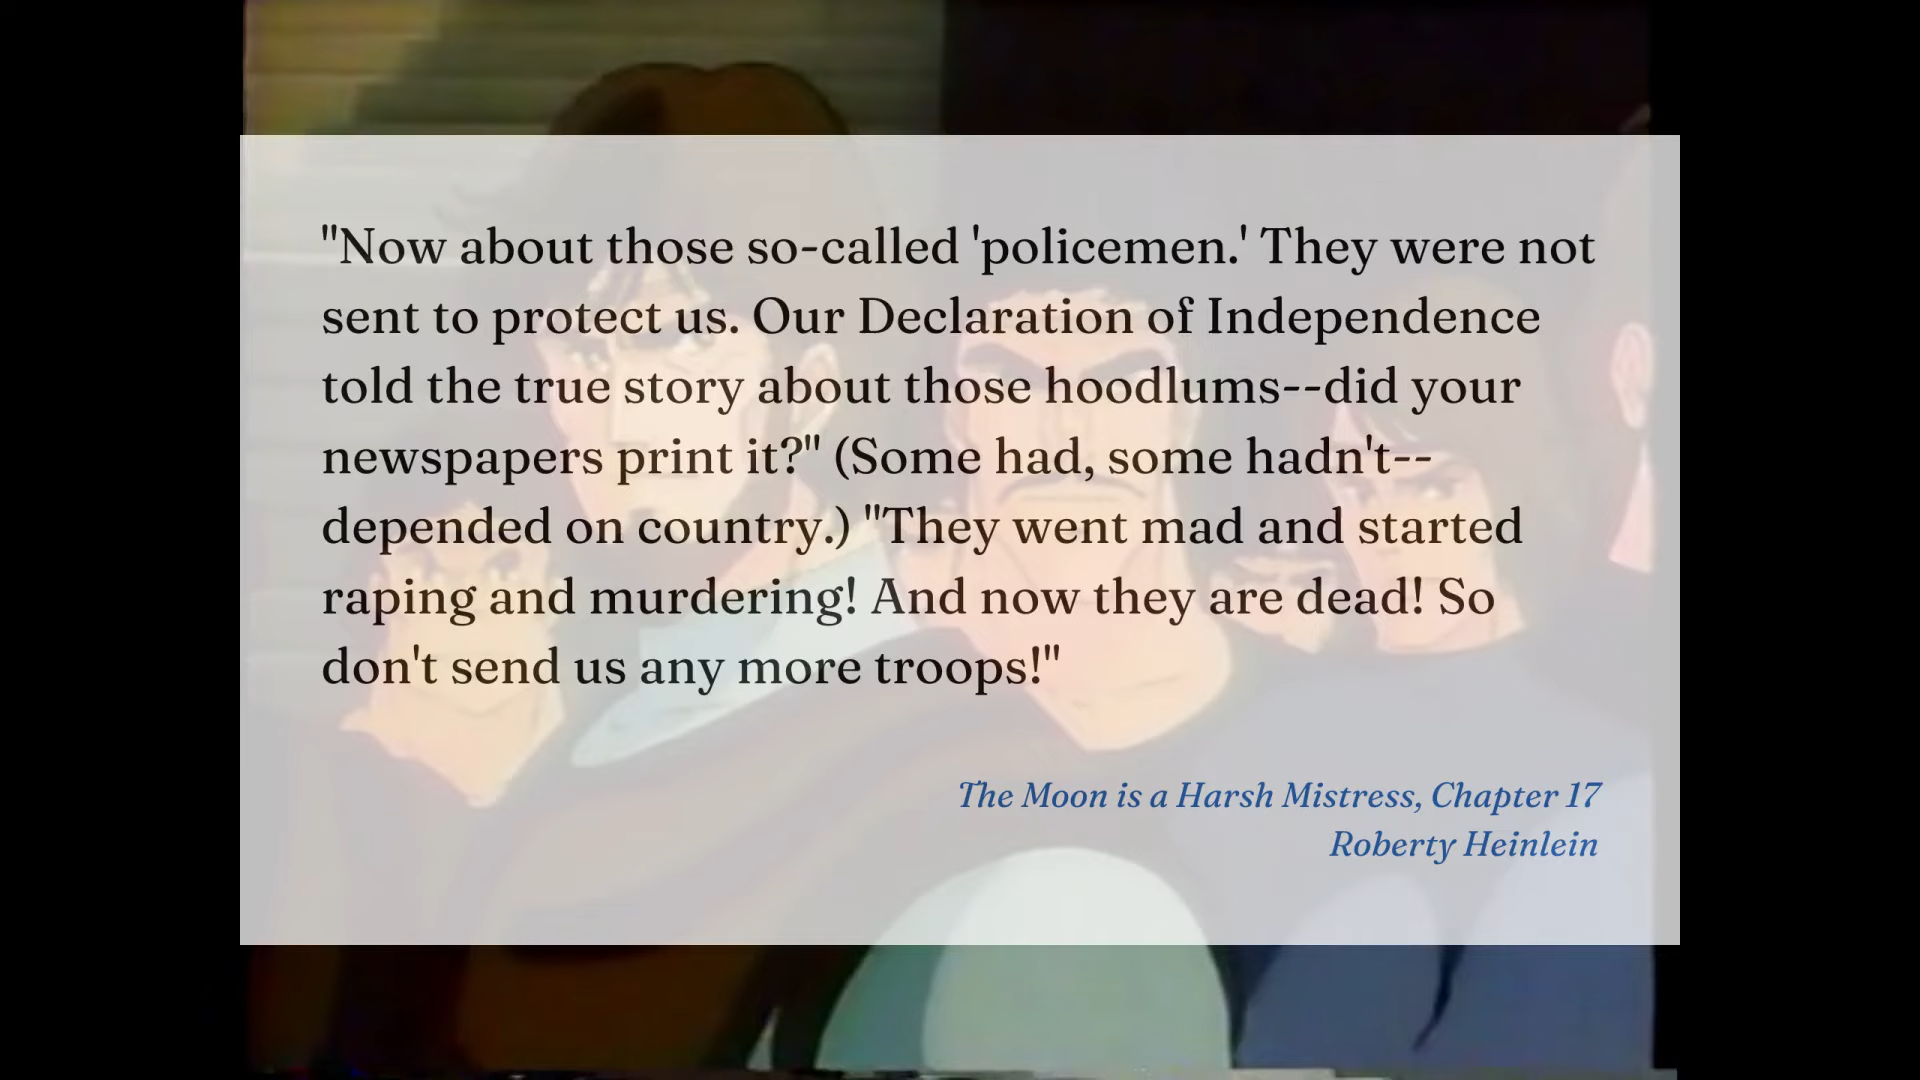 "Now about those so-called 'policemen.' They were not
sent to protect us. Our Declaration of Independence
told the true story about those hoodlums--did your
newspapers print it?" (Some had, some hadn't--
depended on country.) "They went mad and started
raping and murdering! And now they are dead! So
don't send us any more troops!"
The Moon is a Harsh Mistress, Chapter 17
Roberty Heinlein